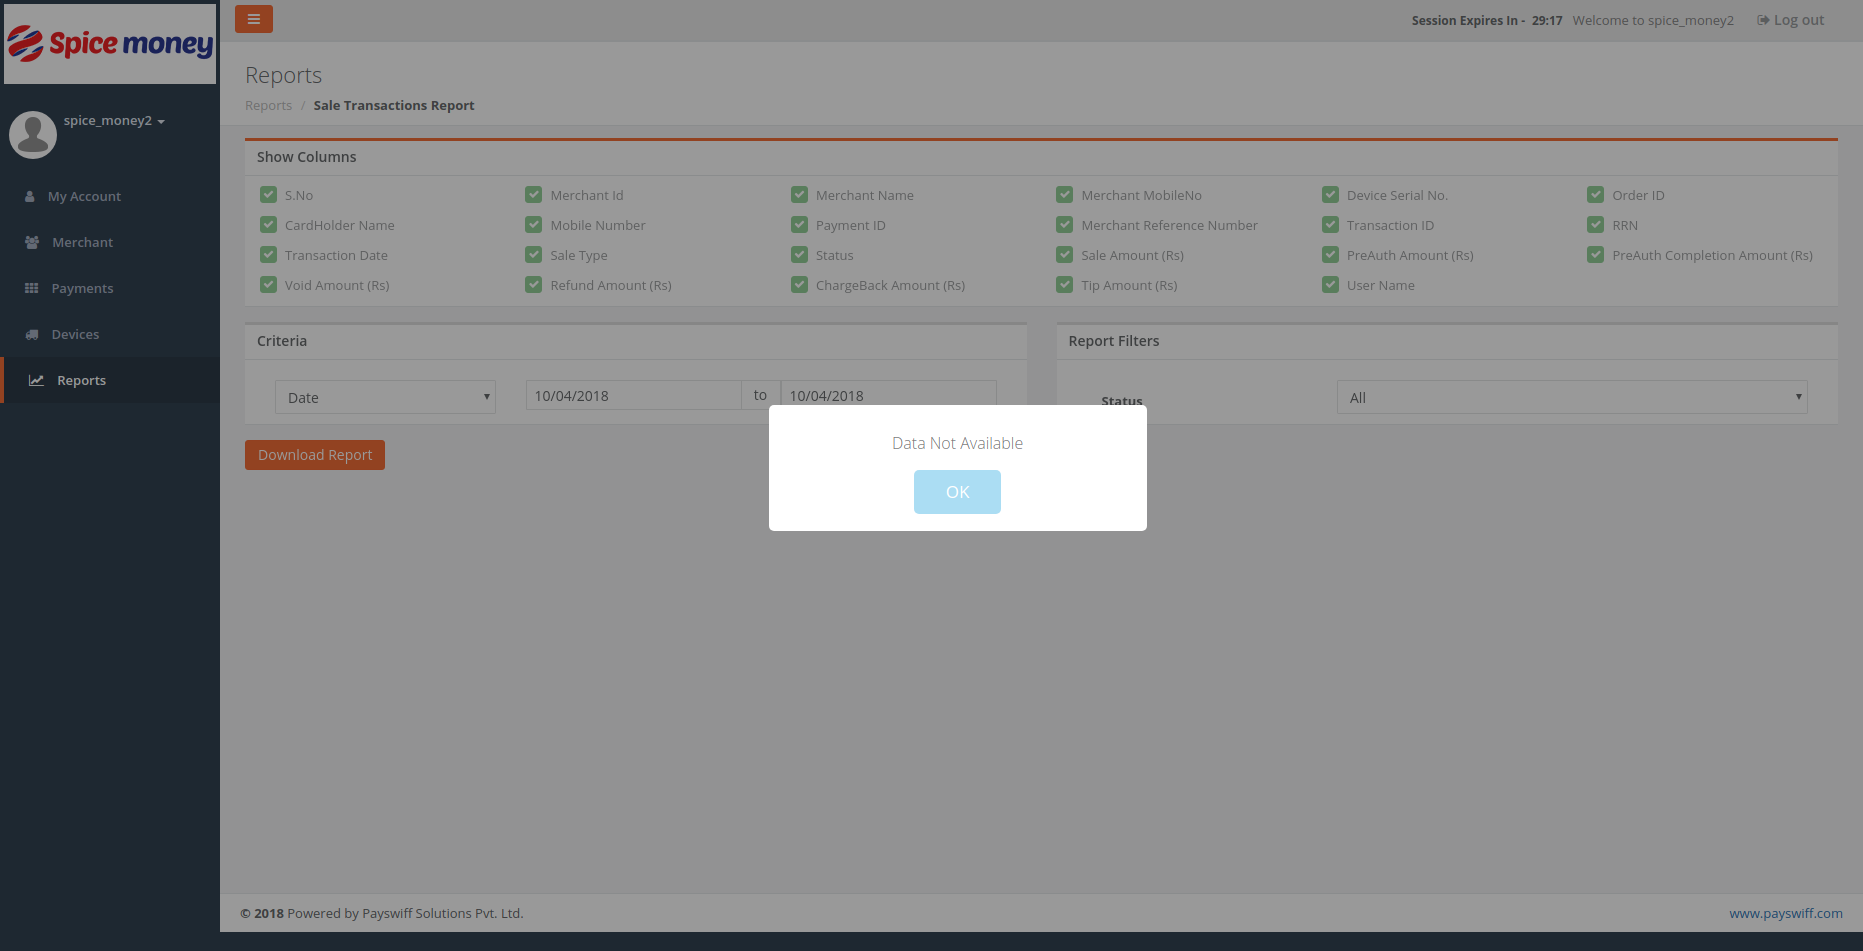 Spice money
Session Expires In - 29:17 Welcome to spice_money2 Log out
Reports
Reports / Sale Transactions Report
spice_money2
My Account
Merchant
Payments
Devices
Reports
Show Columns
S.No Merchant Id Merchant Name Merchant MobileNo Device Serial No. Order ID
CardHolder Name Mobile Number Payment ID Merchant Reference Number Transaction ID RRN
Transaction Date Sale Type Status Sale Amount (Rs) PreAuth Amount (Rs) PreAuth Completion Amount (Rs)
Void Amount (Rs) Refund Amount (Rs) ChargeBack Amount (Rs) Tip Amount (Rs) User Name
Criteria Report Filters
Date 10/04/2018 to 10/04/2018 Status All
Download Report
Data Not Available
OK
© 2018 Powered by Payswiff Solutions Pvt. Ltd. www.payswiff.com